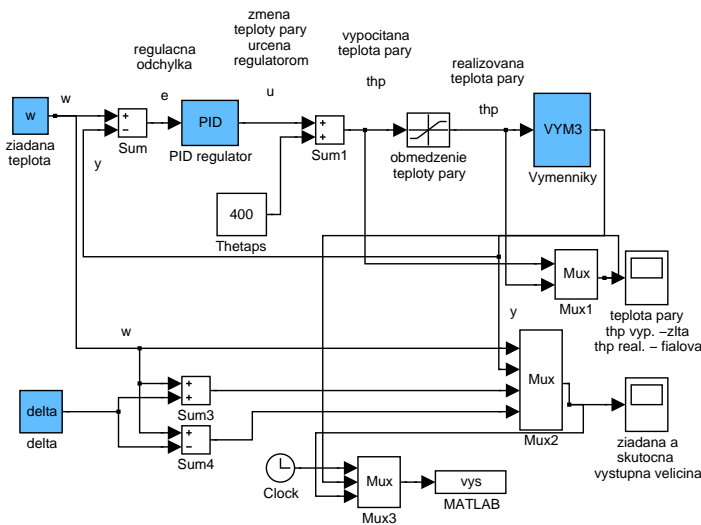 zmena
teploty pary
urcena
regulatorom
vypocitana
teplota pary
regulacna
odchylka
realizovana
teplota pary
w
e
u
thp
thp
w
+
−
PID
+
+
VYM3
ziadana
teplota
y
Sum
PID regulator
Sum1
obmedzenie
teploty pary
Vymenniky
400
Thetaps
Mux
Mux1
teplota pary
thp vyp. −zlta
thp real. − fialova
y
w
Mux
Mux2
delta
delta
+
+
Sum3
+
−
Sum4
ziadana a
skutocna
vystupna velicina
Clock
Mux
Mux3
vys
MATLAB